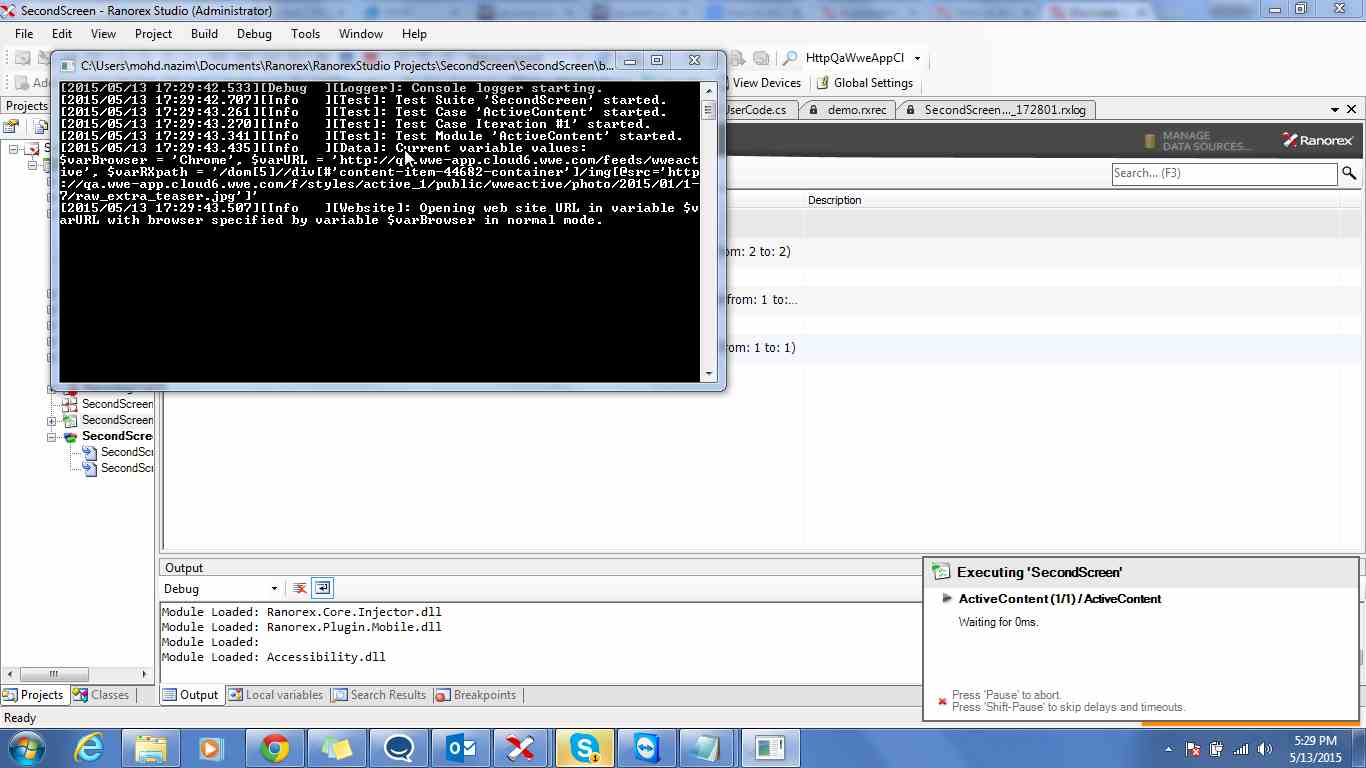 SecondScreen - Ranorex Studio (Administrator)
File Edit View Project Build Debug Tools Window Help
C:\Users\mohd.nazim\Documents\Ranorex\RanorexStudio Projects\SecondScreen\SecondScreen\b...
HttpQaWweAppCl
Add
View Devices
Global Settings
Projects
UserCode.cs
demo.rxrec
SecondScreen..._172801.rxlog
[2015/05/13 17:29:42.533][Debug ][Logger]: Console logger starting.
[2015/05/13 17:29:42.707][Info ][Test]: Test Suite 'SecondScreen' started.
[2015/05/13 17:29:43.261][Info ][Test]: Test Case 'ActiveContent' started.
[2015/05/13 17:29:43.270][Info ][Test]: Test Case Iteration #1' started.
[2015/05/13 17:29:43.341][Info ][Test]: Test Module 'ActiveContent' started.
[2015/05/13 17:29:43.435][Info ][Data]: Current variable values:
$varBrowser = 'Chrome', $varURL = 'http://qa.wwe-app.cloud6.wwe.com/feeds/wweact
ive', $varRXpath = '/dom[5]//div[#'content-item-44682-container']/img[@src='http
://qa.wwe-app.cloud6.wwe.com/f/styles/active_1/public/wweactive/photo/2015/01/1-
7/raw_extra_teaser.jpg']'
[2015/05/13 17:29:43.507][Info ][Website]: Opening web site URL in variable $v
arURL with browser specified by variable $varBrowser in normal mode.
MANAGE
DATA SOURCES...
Ranorex
Search... (F3)
Description
om: 2 to: 2)
from: 1 to:...
om: 1 to: 1)
SecondScreen
SecondScreen
SecondScre
SecondScr
SecondScr
Output
Debug
Module Loaded: Ranorex.Core.Injector.dll
Module Loaded: Ranorex.Plugin.Mobile.dll
Module Loaded:
Module Loaded: Accessibility.dll
Executing 'SecondScreen'
ActiveContent (1/1) / ActiveContent
Waiting for 0ms.
Press 'Pause' to abort.
Press 'Shift-Pause' to skip delays and timeouts.
Projects Classes
Output Local variables Search Results Breakpoints
Ready
1
5:29 PM
5/13/2015